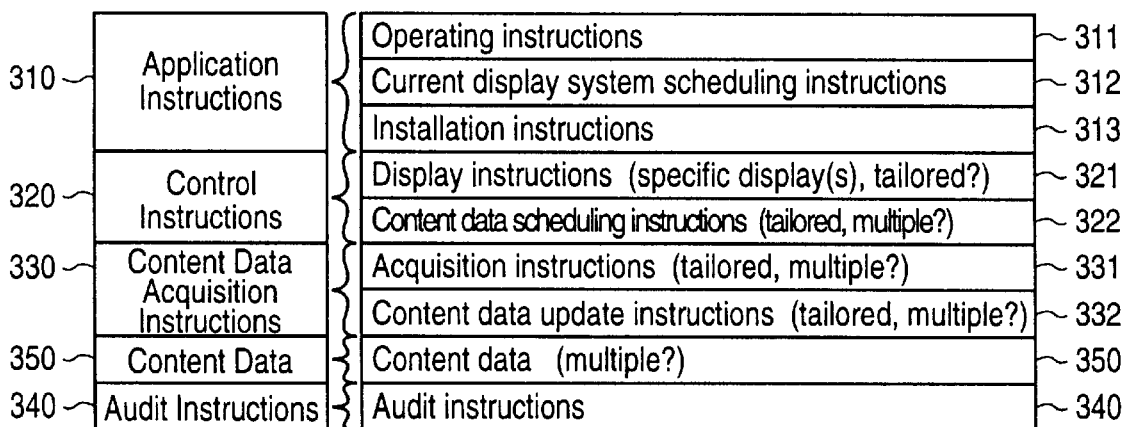 310
Application
Instructions
Operating instructions
311
Current display system scheduling instructions
312
Installation instructions
313
320
Control
Instructions
Display instructions (specific display(s), tailored?)
321
Content data scheduling instructions (tailored, multiple?)
322
330
Content Data
Acquisition
Instructions
Acquisition instructions (tailored, multiple?)
331
Content data update instructions (tailored, multiple?)
332
350
Content Data
Content data (multiple?)
350
340
Audit Instructions
Audit instructions
340